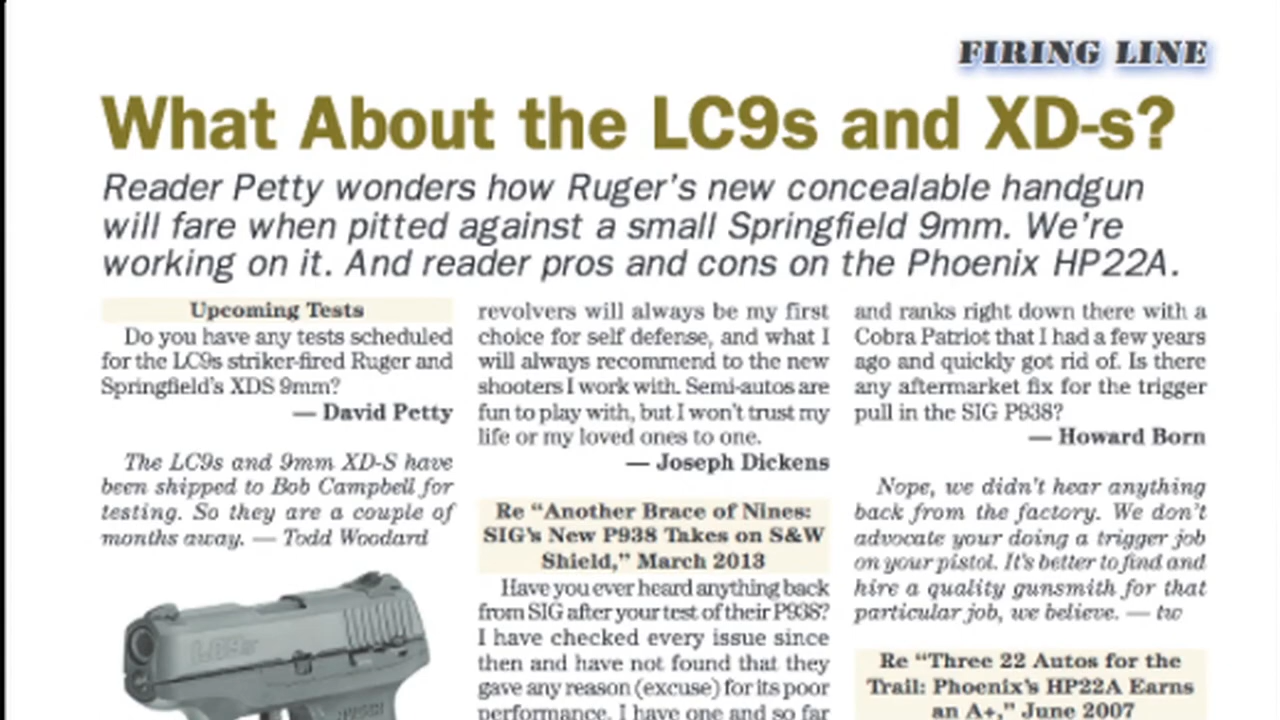 FIRING LINE
What About the LC9s and XD-s?
Reader Petty wonders how Ruger's new concealable handgun
will fare when pitted against a small Springfield 9mm. We're
working on it. And reader pros and cons on the Phoenix HP22A.
Upcoming Tests
Do you have any tests scheduled
for the LC9s striker-fired Ruger and
Springfield's XDS 9mm?
— David Petty
The LC9s and 9mm XD-S have
been shipped to Bob Campbell for
testing. So they are a couple of
months away. — Todd Woodard
LC9s
RUGER
revolvers will always be my first
choice for self defense, and what I
will always recommend to the new
shooters I work with. Semi-autos are
fun to play with, but I won't trust my
life or my loved ones to one.
— Joseph Dickens
Re "Another Brace of Nines:
SIG's New P938 Takes on S&W
Shield," March 2013
Have you ever heard anything back
from SIG after your test of their P938?
I have checked every issue since
then and have not found that they
gave any reason (excuse) for its poor
performance. I have one and so far
and ranks right down there with a
Cobra Patriot that I had a few years
ago and quickly got rid of. Is there
any aftermarket fix for the trigger
pull in the SIG P938?
— Howard Born
Nope, we didn't hear anything
back from the factory. We don't
advocate your doing a trigger job
on your pistol. It's better to find and
hire a quality gunsmith for that
particular job, we believe. — tw
Re "Three 22 Autos for the
Trail: Phoenix's HP22A Earns
an A+," June 2007